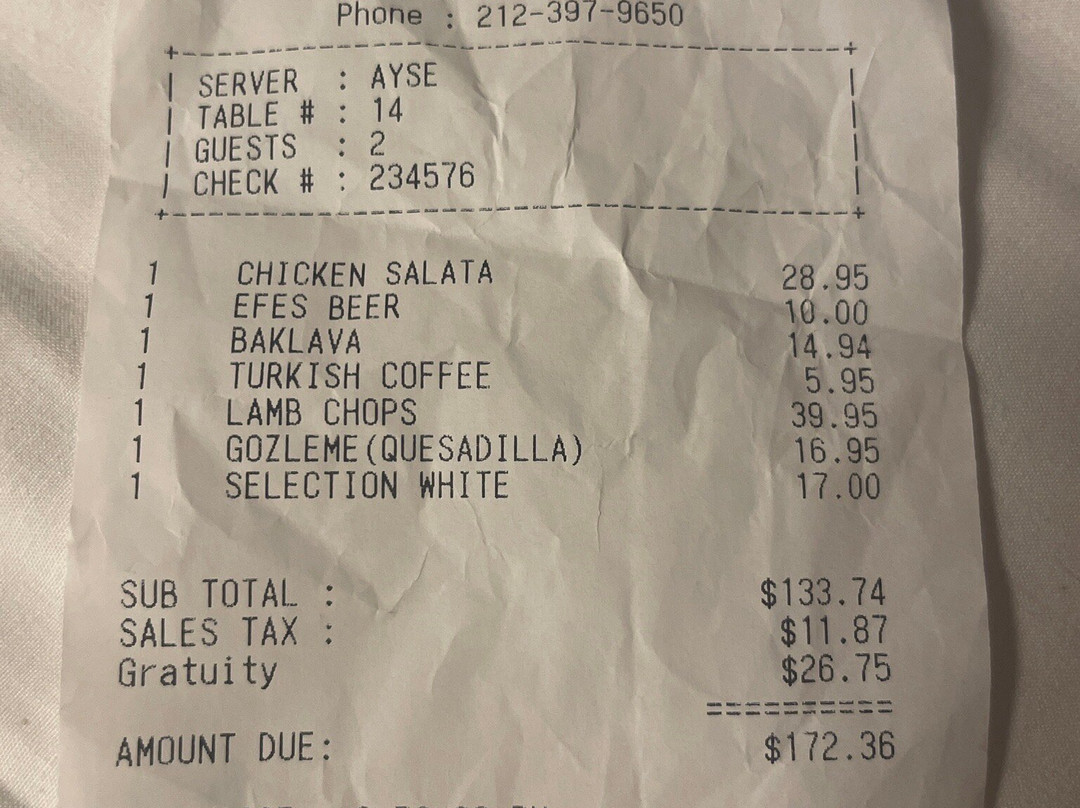 Phone : 212-397-9650
+------------------------------------------------+
| SERVER : AYSE |
| TABLE # : 14 |
| GUESTS : 2 |
| CHECK # : 234576 |
+------------------------------------------------+
1 CHICKEN SALATA 28.95
1 EFES BEER 10.00
1 BAKLAVA 14.94
1 TURKISH COFFEE 5.95
1 LAMB CHOPS 39.95
1 GOZLEME(QUESADILLA) 16.95
1 SELECTION WHITE 17.00
SUB TOTAL : $133.74
SALES TAX : $11.87
Gratuity $26.75
==========
AMOUNT DUE: $172.36